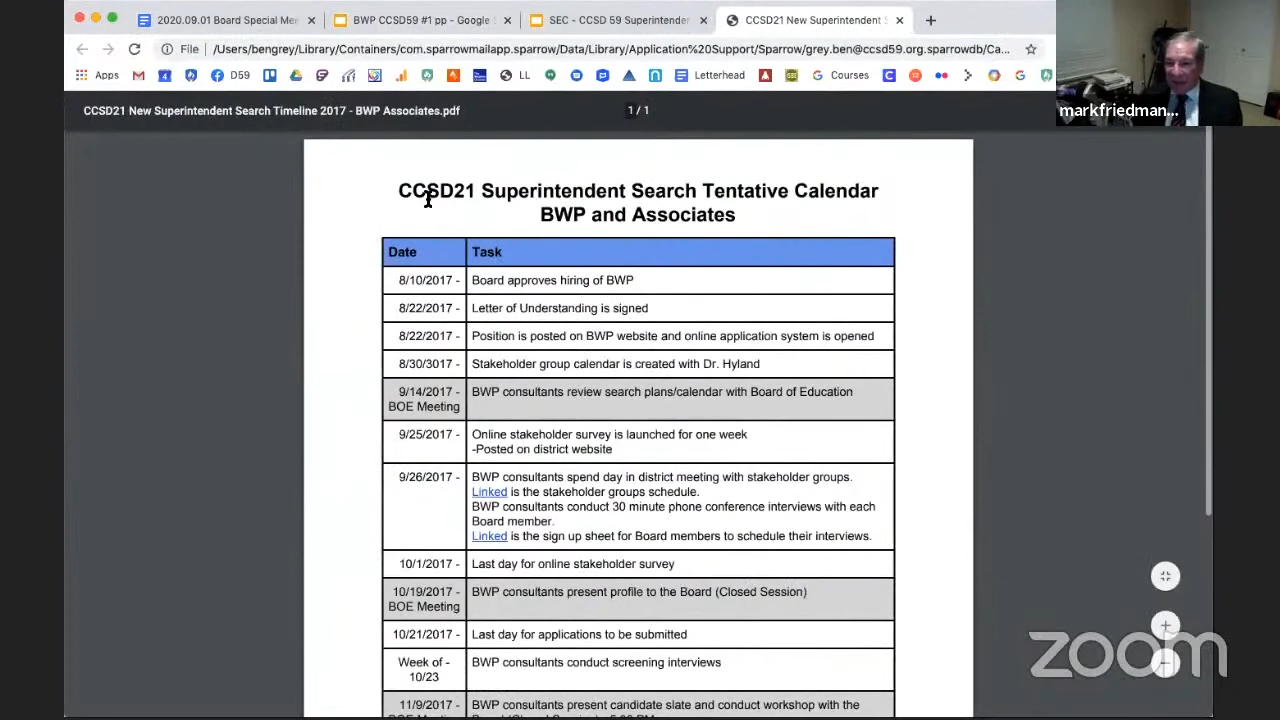 2020.09.01 Board Special Mee
BWP CCSD59 #1 pp - Google
SEC - CCSD 59 Superintender
CCSD21 New Superintendent S
File
/Users/bengrey/Library/Containers/com.sparrowmailapp.sparrow/Data/Library/Application%20Support/Sparrow/grey.ben@ccsd59.org.sparrowdb/Ca...
Apps
D59
LL
Letterhead
Courses
markfriedman...
CCSD21 New Superintendent Search Timeline 2017 - BWP Associates.pdf
1 / 1
CCSD21 Superintendent Search Tentative Calendar
BWP and Associates
Date Task
8/10/2017 - Board approves hiring of BWP
8/22/2017 - Letter of Understanding is signed
8/22/2017 - Position is posted on BWP website and online application system is opened
8/30/3017 - Stakeholder group calendar is created with Dr. Hyland
9/14/2017 - BWP consultants review search plans/calendar with Board of Education
BOE Meeting
9/25/2017 - Online stakeholder survey is launched for one week
-Posted on district website
9/26/2017 - BWP consultants spend day in district meeting with stakeholder groups.
Linked is the stakeholder groups schedule.
BWP consultants conduct 30 minute phone conference interviews with each
Board member.
Linked is the sign up sheet for Board members to schedule their interviews.
10/1/2017 - Last day for online stakeholder survey
10/19/2017 - BWP consultants present profile to the Board (Closed Session)
BOE Meeting
10/21/2017 - Last day for applications to be submitted
Week of - BWP consultants conduct screening interviews
10/23
11/9/2017 - BWP consultants present candidate slate and conduct workshop with the
zoom